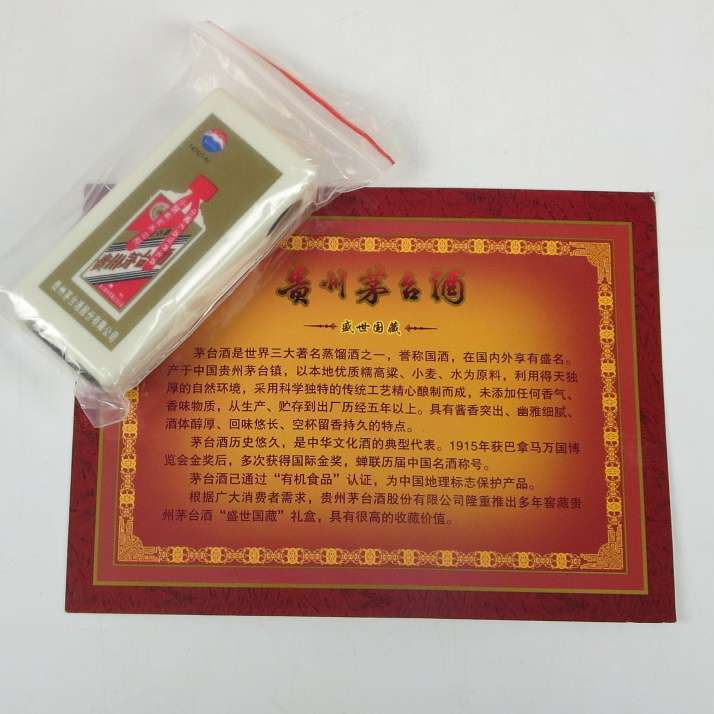 MOUTAI
贵州茅台酒股份有限公司
贵州茅台酒
盛世国藏
茅台酒是世界三大著名蒸馏酒之一，誉称国酒，在国内外享有盛名。
产于中国贵州茅台镇，以本地优质糯高粱、小麦、水为原料，利用得天独
厚的自然环境，采用科学独特的传统工艺精心酿制而成，未添加任何香气、
香味物质，从生产、贮存到出厂历经五年以上。具有酱香突出、幽雅细腻、
酒体醇厚、回味悠长、空杯留香持久的特点。
茅台酒历史悠久，是中华文化酒的典型代表。1915年获巴拿马万国博
览会金奖后，多次获得国际金奖，蝉联历届中国名酒称号。
茅台酒已通过“有机食品”认证，为中国地理标志保护产品。
根据广大消费者需求，贵州茅台酒股份有限公司隆重推出多年窖藏贵
州茅台酒“盛世国藏”礼盒，具有很高的收藏价值。